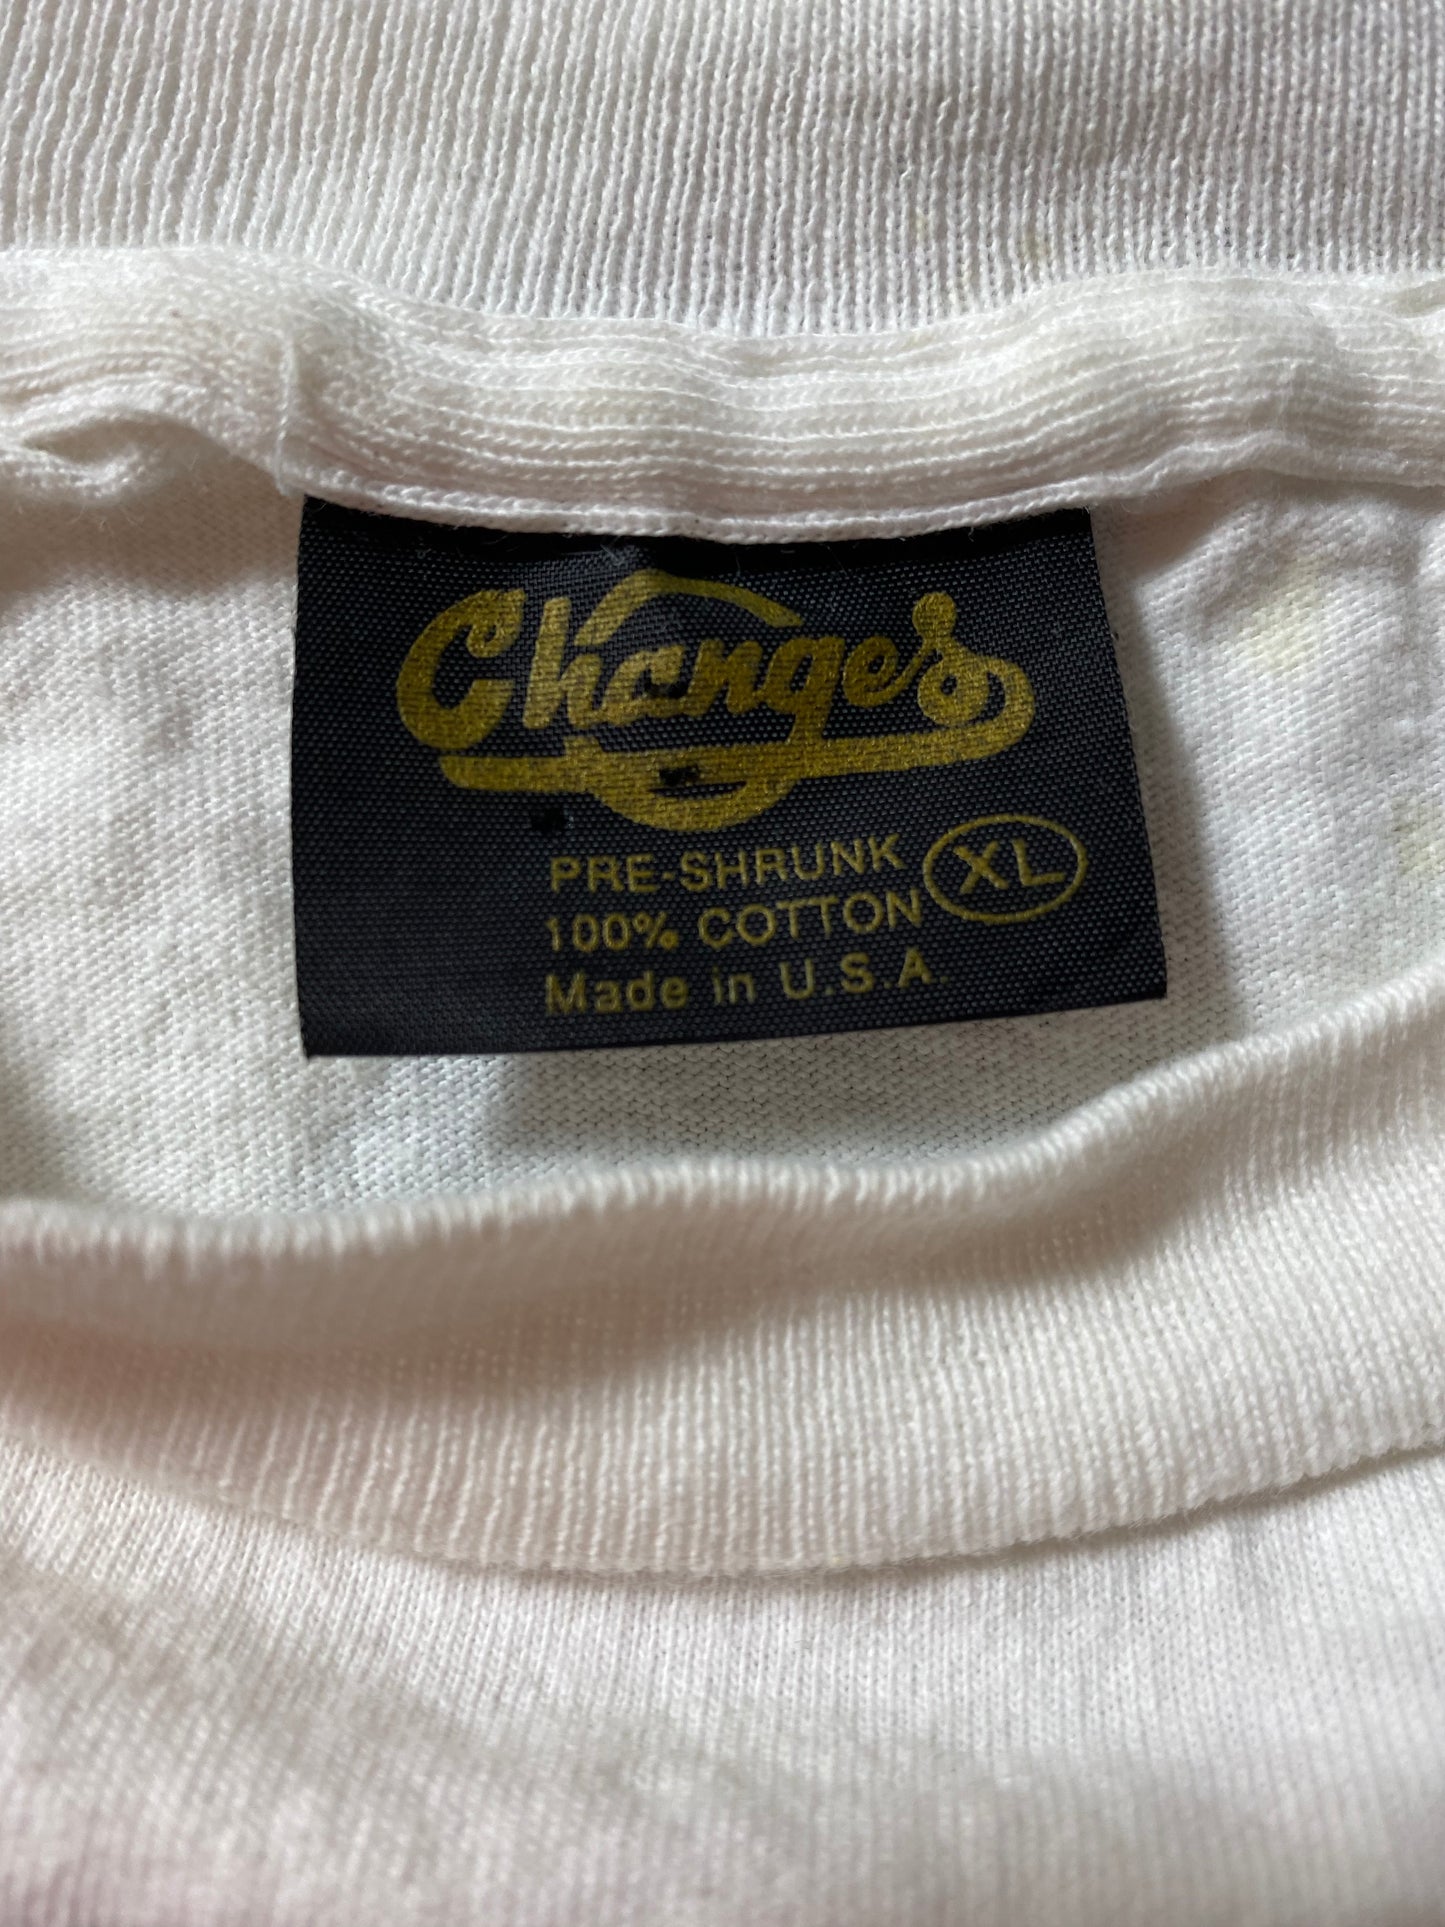 Changes
PRE-SHRUNK XL
100% COTTON
Made in U.S.A.